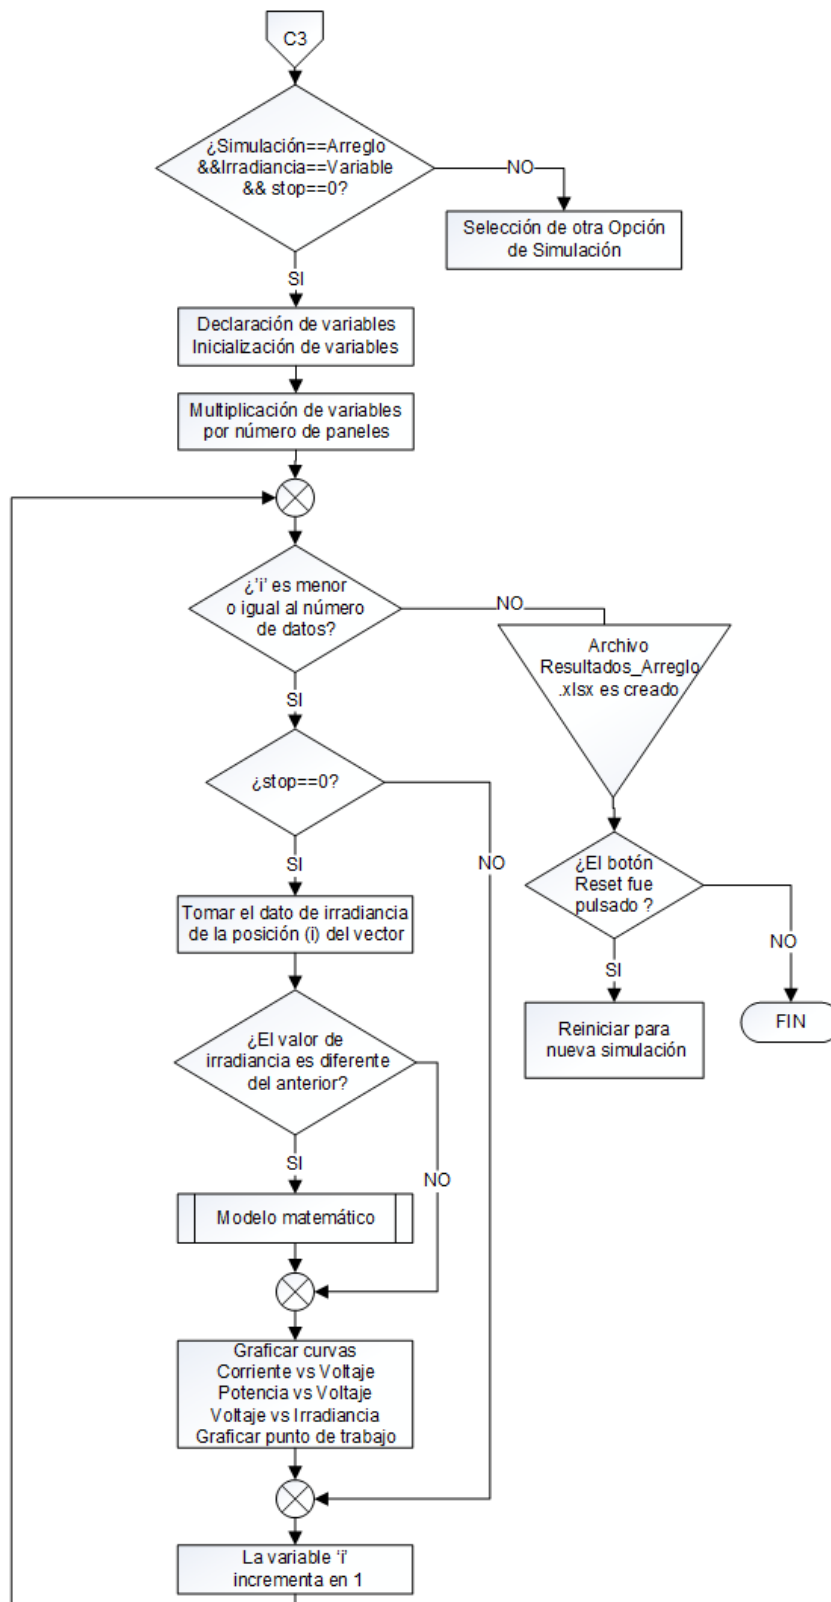 C3
¿Simulación==Arreglo
&&Irradiancia==Variable
&& stop==0?
NO
Selección de otra Opción
de Simulación
SI
Declaración de variables
Inicialización de variables
Multiplicación de variables
por número de paneles
¿'i' es menor
o igual al número
de datos?
NO
Archivo
Resultados_Arreglo
.xlsx es creado
SI
¿stop==0?
NO
¿El botón
Reset fue
pulsado ?
SI
NO
Tomar el dato de irradiancia
de la posición (i) del vector
SI
Reiniciar para
nueva simulación
FIN
¿El valor de
irradiancia es diferente
del anterior?
SI
NO
Modelo matemático
Graficar curvas
Corriente vs Voltaje
Potencia vs Voltaje
Voltaje vs Irradiancia
Graficar punto de trabajo
La variable ‘i’
incrementa en 1